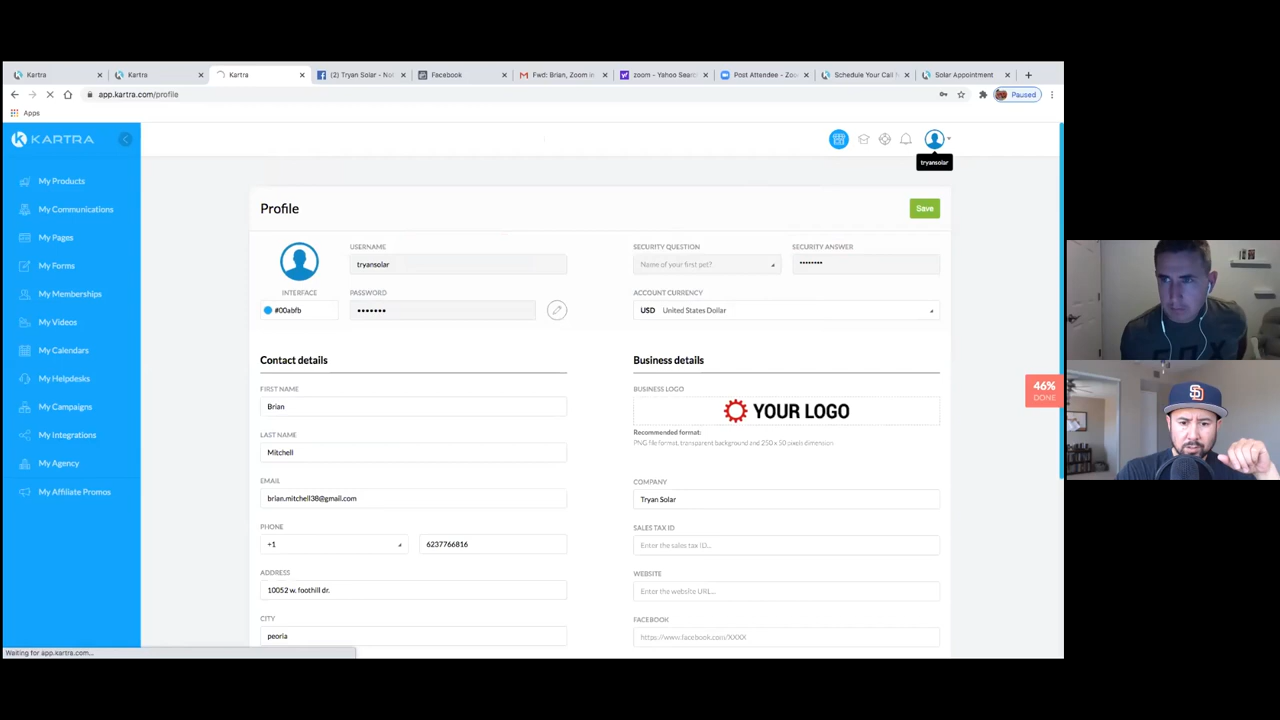 Kartra
Kartra
Kartra
(2) Tryan Solar - No
Facebook
Fwd: Brian, Zoom in
zoom - Yahoo Sear
Post Attendee - Zoo
Schedule Your Call
Solar Appointment
app.kartra.com/profile
Paused
Apps
KARTRA
tryansolar
My Products
My Communications
My Pages
My Forms
My Memberships
My Videos
My Calendars
My Helpdesks
My Campaigns
My Integrations
My Agency
My Affiliate Promos
Profile
Save
USERNAME
tryansolar
SECURITY QUESTION
SECURITY ANSWER
Name of your first pet?
••••••••
INTERFACE
#00abfb
PASSWORD
•••••••
ACCOUNT CURRENCY
USD United States Dollar
Contact details
Business details
FIRST NAME
Brian
BUSINESS LOGO
YOUR LOGO
Recommended format:
PNG file format, transparent background and 250 x 50 pixels dimension
LAST NAME
Mitchell
EMAIL
brian.mitchell38@gmail.com
COMPANY
Tryan Solar
PHONE
+1
6237766816
SALES TAX ID
Enter the sales tax ID...
ADDRESS
10052 w. foothill dr.
WEBSITE
Enter the website URL...
CITY
peoria
FACEBOOK
https://www.facebook.com/XXXX
46%
DONE
Waiting for app.kartra.com...